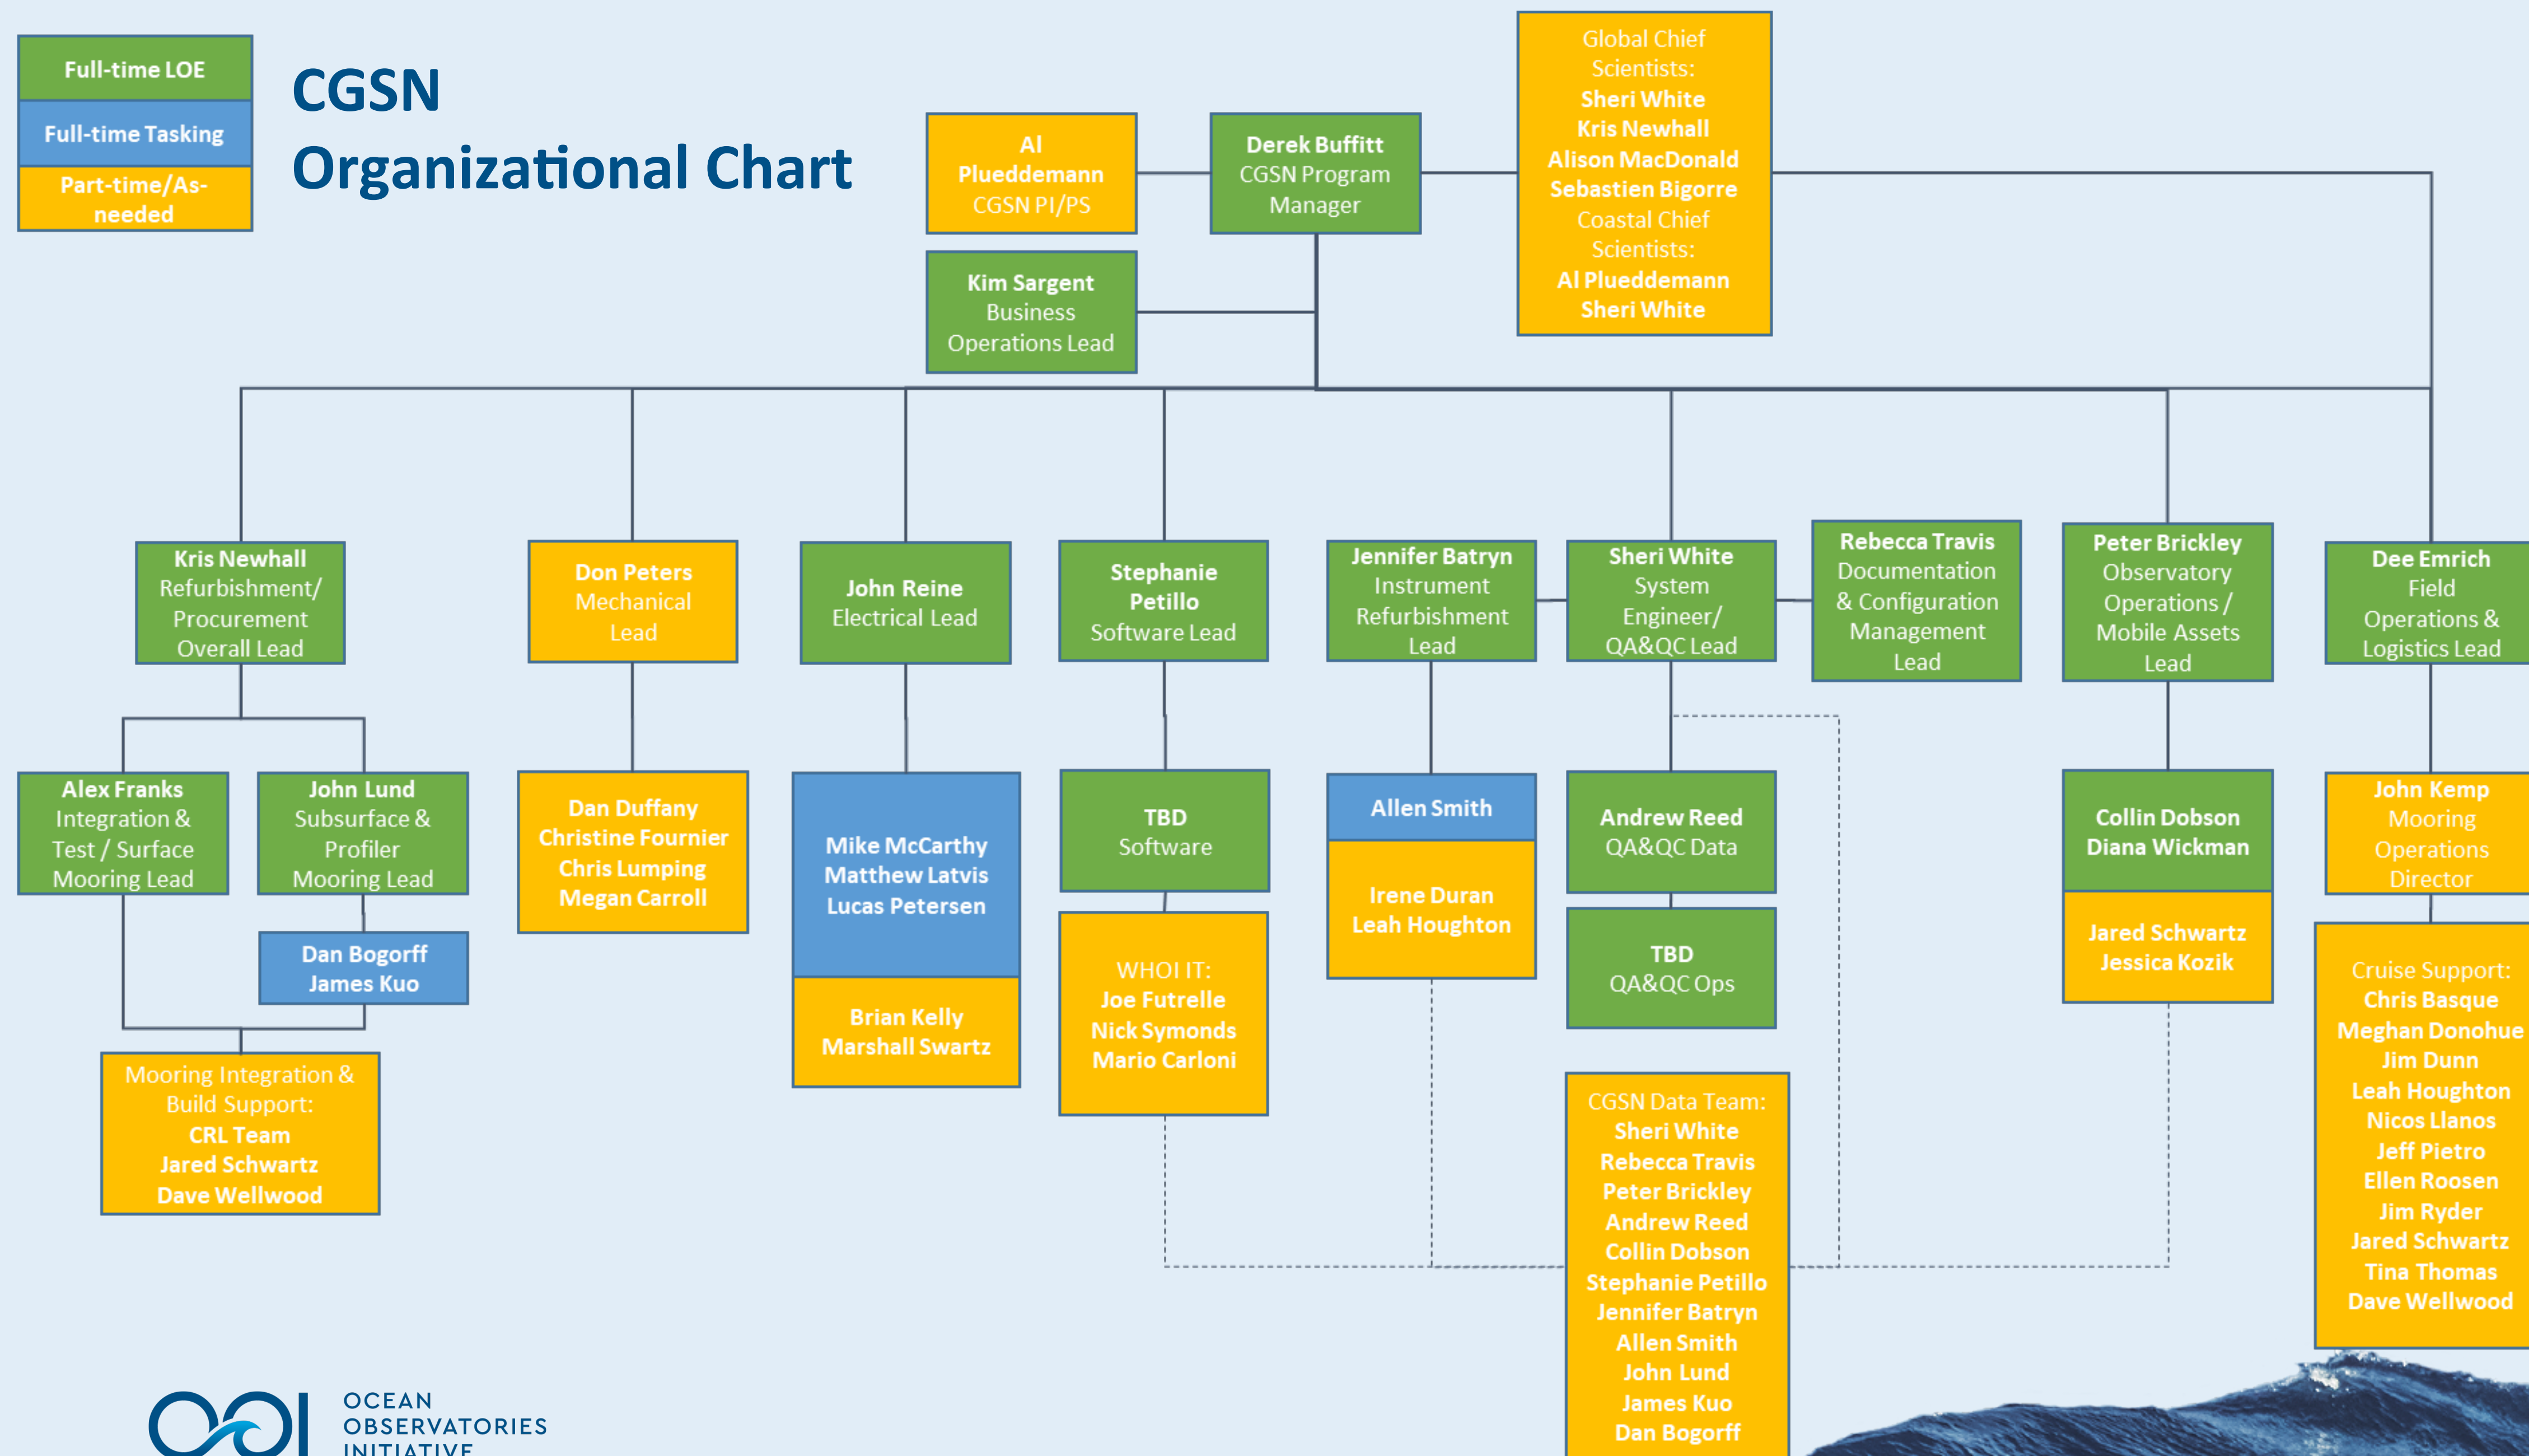 Full-time LOE
Full-time Tasking
Part-time/As-
needed
CGSN
Organizational Chart
Al
Plueddemann
CGSN PI/PS
Derek Buffitt
CGSN Program
Manager
Global Chief
Scientists:
Sheri White
Kris Newhall
Alison MacDonald
Sebastien Bigorre
Coastal Chief
Scientists:
Al Plueddemann
Sheri White
Kim Sargent
Business
Operations Lead
Kris Newhall
Refurbishment/
Procurement
Overall Lead
Don Peters
Mechanical
Lead
John Reine
Electrical Lead
Stephanie
Petillo
Software Lead
Jennifer Batryn
Instrument
Refurbishment
Lead
Sheri White
System
Engineer/
QA&QC Lead
Rebecca Travis
Documentation
& Configuration
Management
Lead
Peter Brickley
Observatory
Operations /
Mobile Assets
Lead
Dee Emrich
Field
Operations &
Logistics Lead
Alex Franks
Integration &
Test / Surface
Mooring Lead
John Lund
Subsurface &
Profiler
Mooring Lead
Dan Bogorff
James Kuo
Mooring Integration &
Build Support:
CRL Team
Jared Schwartz
Dave Wellwood
Dan Duffany
Christine Fournier
Chris Lumping
Megan Carroll
Mike McCarthy
Matthew Latvis
Lucas Petersen
Brian Kelly
Marshall Swartz
TBD
Software
WHOI IT:
Joe Futrelle
Nick Symonds
Mario Carloni
Allen Smith
Irene Duran
Leah Houghton
Andrew Reed
QA&QC Data
TBD
QA&QC Ops
CGSN Data Team:
Sheri White
Rebecca Travis
Peter Brickley
Andrew Reed
Collin Dobson
Stephanie Petillo
Jennifer Batryn
Allen Smith
John Lund
James Kuo
Dan Bogorff
Collin Dobson
Diana Wickman
Jared Schwartz
Jessica Kozik
John Kemp
Mooring
Operations
Director
Cruise Support:
Chris Basque
Meghan Donohue
Jim Dunn
Leah Houghton
Nicos Llanos
Jeff Pietro
Ellen Roosen
Jim Ryder
Jared Schwartz
Tina Thomas
Dave Wellwood
OOI
OCEAN
OBSERVATORIES
INITIATIVE